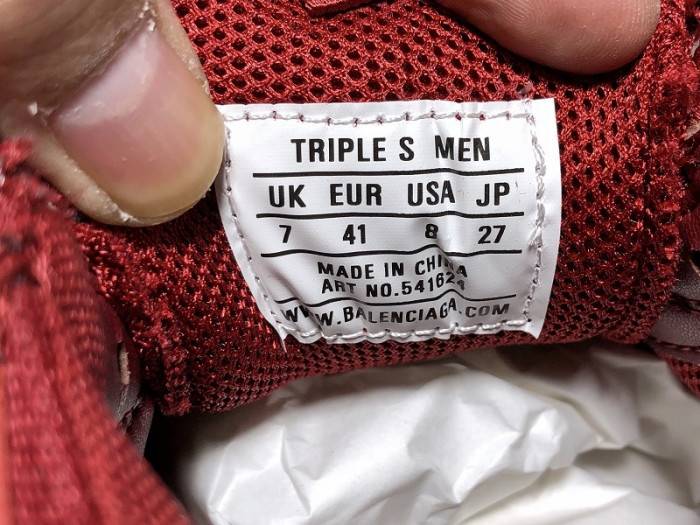 TRIPLE S MEN
UK EUR USA JP
7 41 8 27
MADE IN CHINA
ART NO.541624
WWW.BALENCIAGA.COM